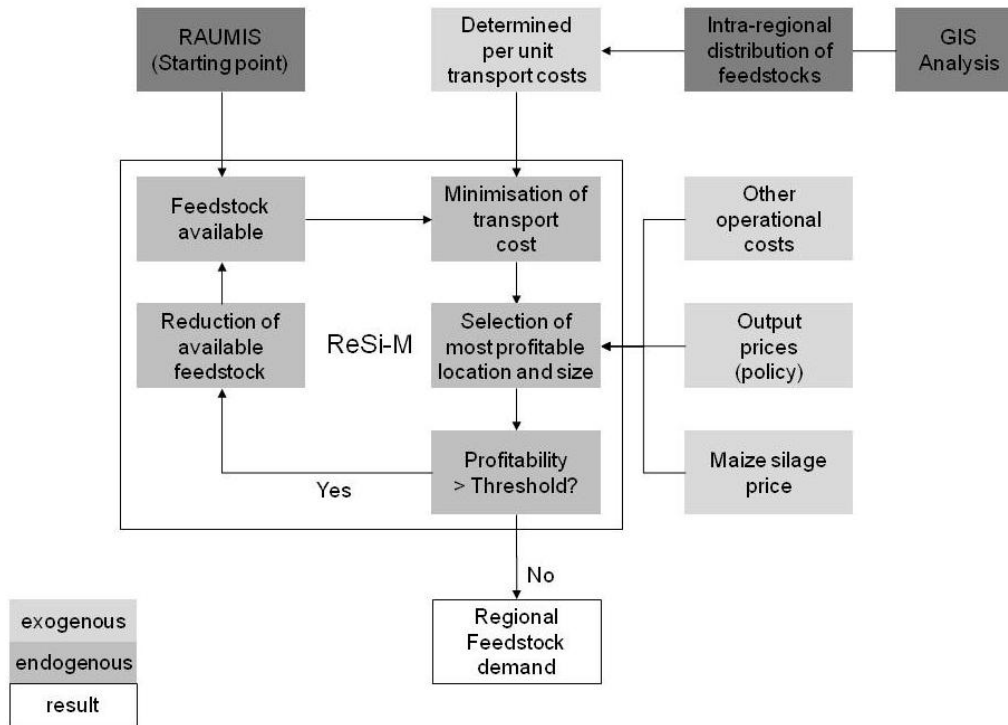 RAUMIS
(Starting point)
Determined
per unit
transport costs
Intra-regional
distribution of
feedstocks
GIS
Analysis
Feedstock
available
Minimisation of
transport
cost
Other
operational
costs
Reduction of
available
feedstock
ReSi-M
Selection of
most profitable
location and size
Output
prices
(policy)
Profitability
> Threshold?
Maize silage
price
Yes
No
Regional
Feedstock
demand
exogenous
endogenous
result